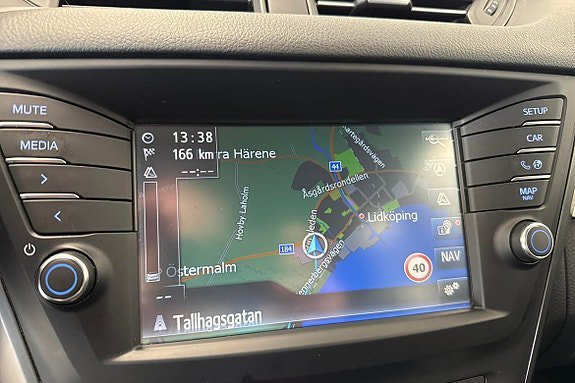 MUTE
MEDIA
>
<
13:38
166 km
--:--
ra Härene
41
Åsgårdsrondellen
Hovby Laholm
Lidköping
184
Östermalm
40
NAV
--
Tallhagsgatan
SETUP
CAR
MAP
NAV